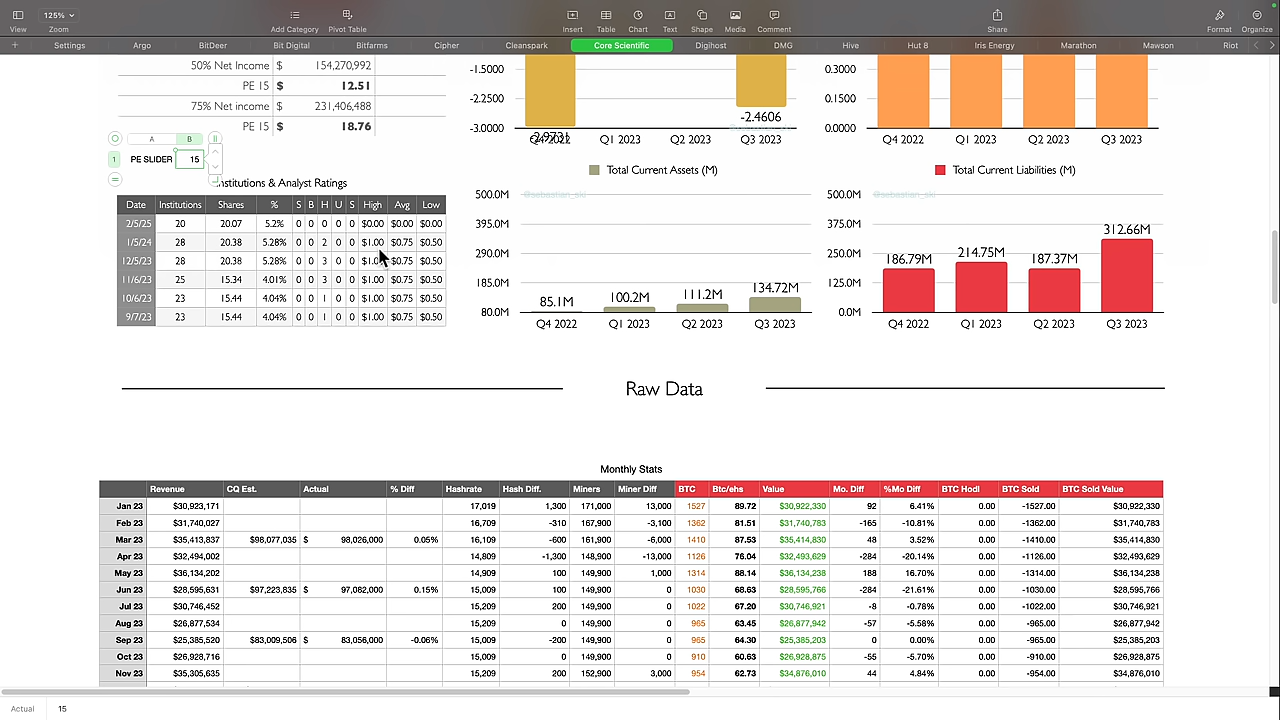 125%
View
Zoom
Add Category
Pivot Table
Insert
Table
Chart
Text
Shape
Media
Comment
Share
Format
Organize
+ Settings Argo BitDeer Bit Digital Bitfarms Cipher Cleanspark Core Scientific Digihost DMG Hive Hut 8 Iris Energy Marathon Mawson Riot
50% Net Income $ 154,270,992
PE 15 $ 12.51
75% Net income $ 231,406,488
PE 15 $ 18.76
A B
1 PE SLIDER 15
Institutions & Analyst Ratings
Date Institutions Shares % S B H U S High Avg Low
2/5/25 20 20.07 5.2% 0 0 0 0 0 $0.00 $0.00 $0.00
1/5/24 28 20.38 5.28% 0 0 2 0 0 $1.00 $0.75 $0.50
12/5/23 28 20.38 5.28% 0 0 3 0 0 $1.00 $0.75 $0.50
11/6/23 25 15.34 4.01% 0 0 3 0 0 $1.00 $0.75 $0.50
10/6/23 23 15.44 4.04% 0 0 1 0 0 $1.00 $0.75 $0.50
9/7/23 23 15.44 4.04% 0 0 1 0 0 $1.00 $0.75 $0.50
-1.5000
-2.2500
-3.0000
-2.9731
-2.4606
Q4 2022 Q1 2023 Q2 2023 Q3 2023
0.3000
0.1500
0.0000
Q4 2022 Q1 2023 Q2 2023 Q3 2023
Total Current Assets (M)
@sebastian_ski
500.0M
395.0M
290.0M
185.0M
80.0M
85.1M
100.2M
111.2M
134.72M
Q4 2022 Q1 2023 Q2 2023 Q3 2023
Total Current Liabilities (M)
@sebastian_ski
500.0M
375.0M
250.0M
125.0M
0.0M
186.79M
214.75M
187.37M
312.66M
Q4 2022 Q1 2023 Q2 2023 Q3 2023
Raw Data
Monthly Stats
Revenue CQ Est. Actual % Diff Hashrate Hash Diff. Miners Miner Diff BTC Btc/ehs Value Mo. Diff %Mo Diff BTC Hodl BTC Sold BTC Sold Value
Jan 23 $30,923,171 17,019 1,300 171,000 13,000 1527 89.72 $30,922,330 92 6.41% 0.00 -1527.00 $30,922,330
Feb 23 $31,740,027 16,709 -310 167,900 -3,100 1362 81.51 $31,740,783 -165 -10.81% 0.00 -1362.00 $31,740,783
Mar 23 $35,413,837 $98,077,035 $ 98,026,000 0.05% 16,109 -600 161,900 -6,000 1410 87.53 $35,414,830 48 3.52% 0.00 -1410.00 $35,414,830
Apr 23 $32,494,002 14,809 -1,300 148,900 -13,000 1126 76.04 $32,493,629 -284 -20.14% 0.00 -1126.00 $32,493,629
May 23 $36,134,202 14,909 100 149,900 1,000 1314 88.14 $36,134,238 188 16.70% 0.00 -1314.00 $36,134,238
Jun 23 $28,595,631 $97,223,835 $ 97,082,000 0.15% 15,009 100 149,900 0 1030 68.63 $28,595,766 -284 -21.61% 0.00 -1030.00 $28,595,766
Jul 23 $30,746,452 15,209 200 149,900 0 1022 67.20 $30,746,921 -8 -0.78% 0.00 -1022.00 $30,746,921
Aug 23 $26,877,534 15,209 0 149,900 0 965 63.45 $26,877,942 -57 -5.58% 0.00 -965.00 $26,877,942
Sep 23 $25,385,520 $83,009,506 $ 83,056,000 -0.06% 15,009 -200 149,900 0 965 64.30 $25,385,203 0 0.00% 0.00 -965.00 $25,385,203
Oct 23 $26,928,716 15,009 0 149,900 0 910 60.63 $26,928,875 -55 -5.70% 0.00 -910.00 $26,928,875
Nov 23 $35,305,635 15,209 200 152,900 3,000 954 62.73 $34,876,010 44 4.84% 0.00 -954.00 $34,876,010
Actual 15